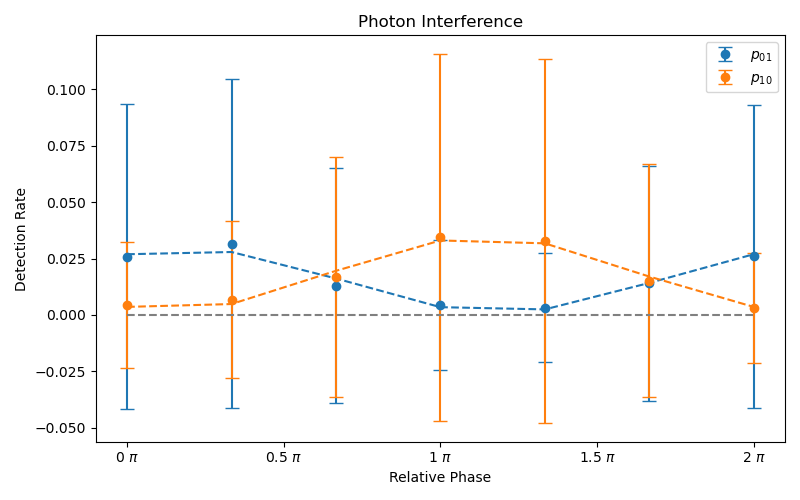 Photon Interference
p01
p10
0.100
0.075
0.050
0.025
0.000
−0.025
−0.050
Detection Rate
0 π
0.5 π
1 π
1.5 π
2 π
Relative Phase